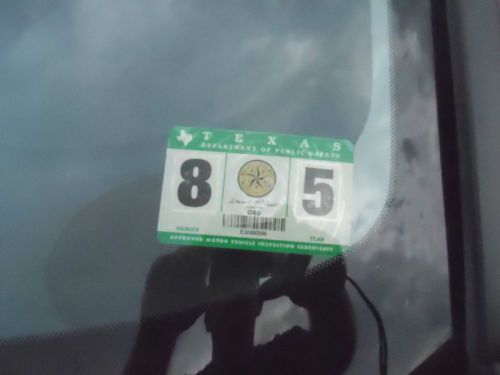 TEXAS
DEPARTMENT OF PUBLIC SAFETY
8 5
MONTH YEAR
APPROVED MOTOR VEHICLE INSPECTION CERTIFICATE